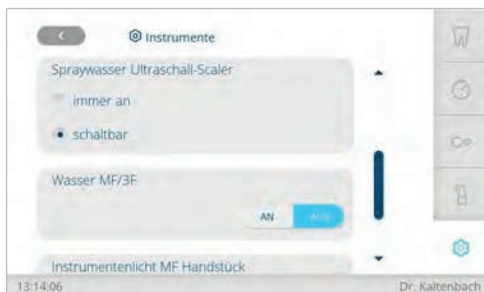 Instrumente
Spraywasser Ultraschall-Scaler
immer an
schaltbar
Wasser MF/3F
AN AUS
Instrumentenlicht MF Handstück
13:14:06 Dr. Kaltenbach